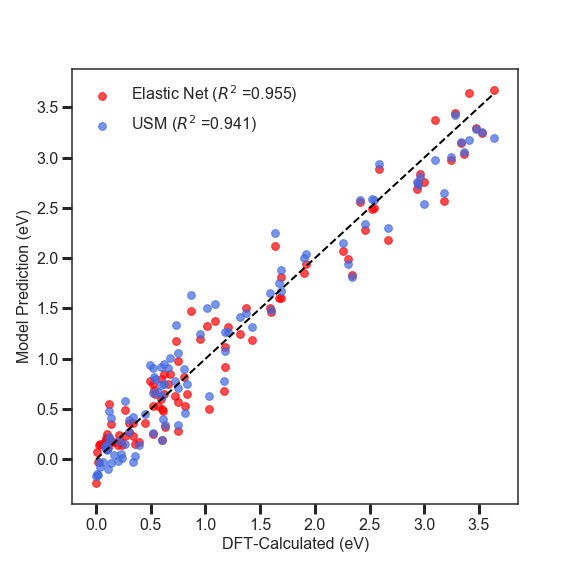 Elastic Net (R² =0.955)
USM (R² =0.941)
Model Prediction (eV)
3.5
3.0
2.5
2.0
1.5
1.0
0.5
0.0
0.0 0.5 1.0 1.5 2.0 2.5 3.0 3.5
DFT-Calculated (eV)